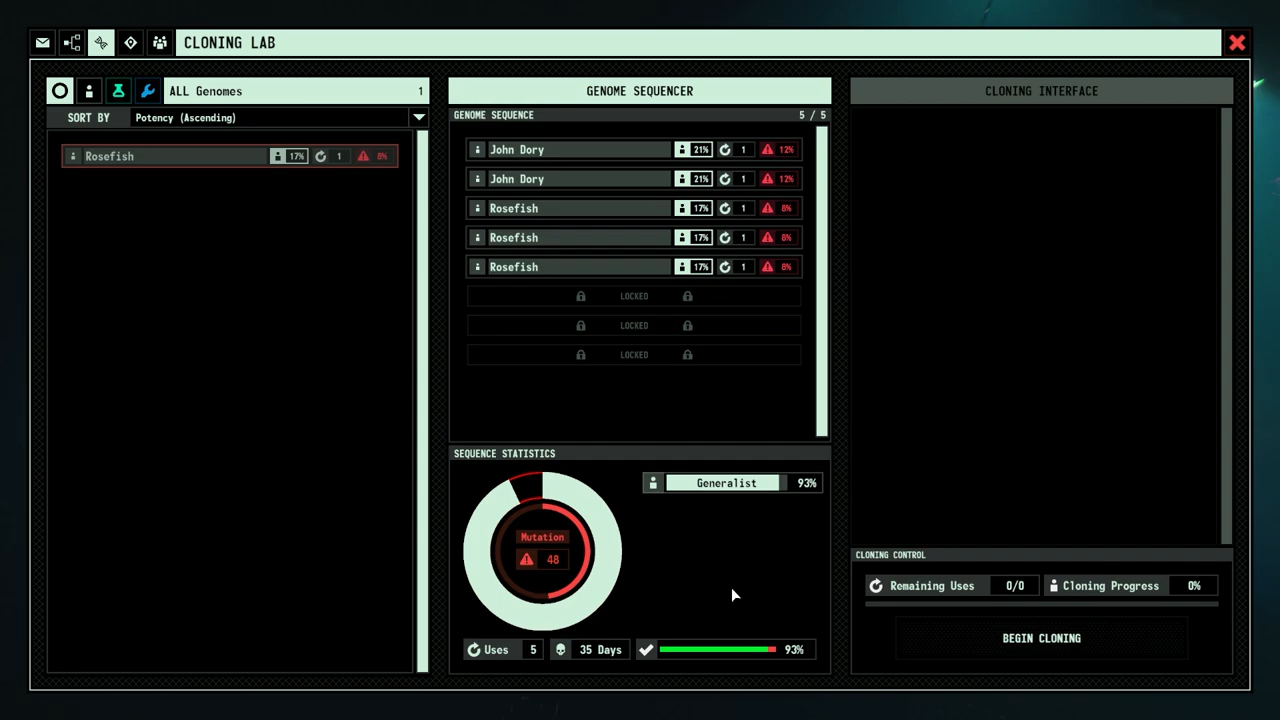 CLONING LAB
ALL Genomes 1
SORT BY Potency (Ascending)
Rosefish 17% 1 8%
GENOME SEQUENCER
GENOME SEQUENCE 5 / 5
John Dory 21% 1 12%
John Dory 21% 1 12%
Rosefish 17% 1 8%
Rosefish 17% 1 8%
Rosefish 17% 1 8%
LOCKED
LOCKED
LOCKED
SEQUENCE STATISTICS
Generalist 93%
Mutation
48
Uses 5 35 Days 93%
CLONING INTERFACE
CLONING CONTROL
Remaining Uses 0/0 Cloning Progress 0%
BEGIN CLONING